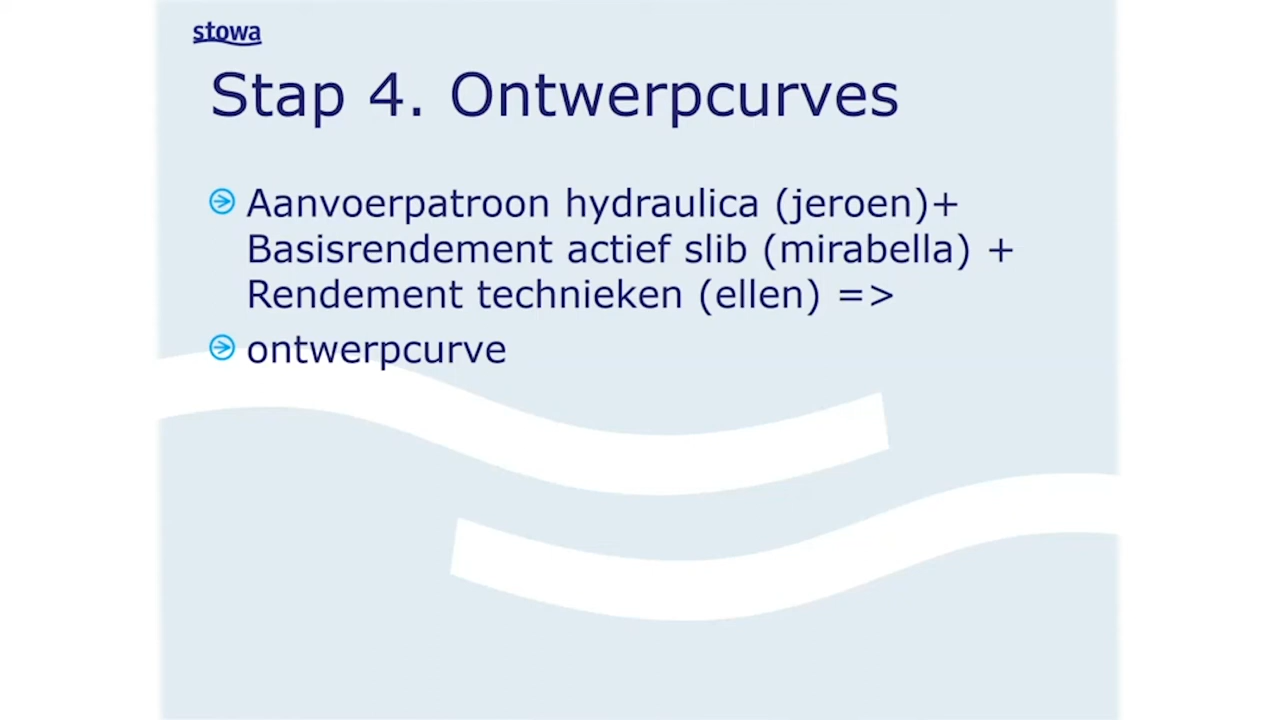 stowa
Stap 4. Ontwerpcurves
Aanvoerpatroon hydraulica (jeroen)+
Basisrendement actief slib (mirabella) +
Rendement technieken (ellen) =>
ontwerpcurve